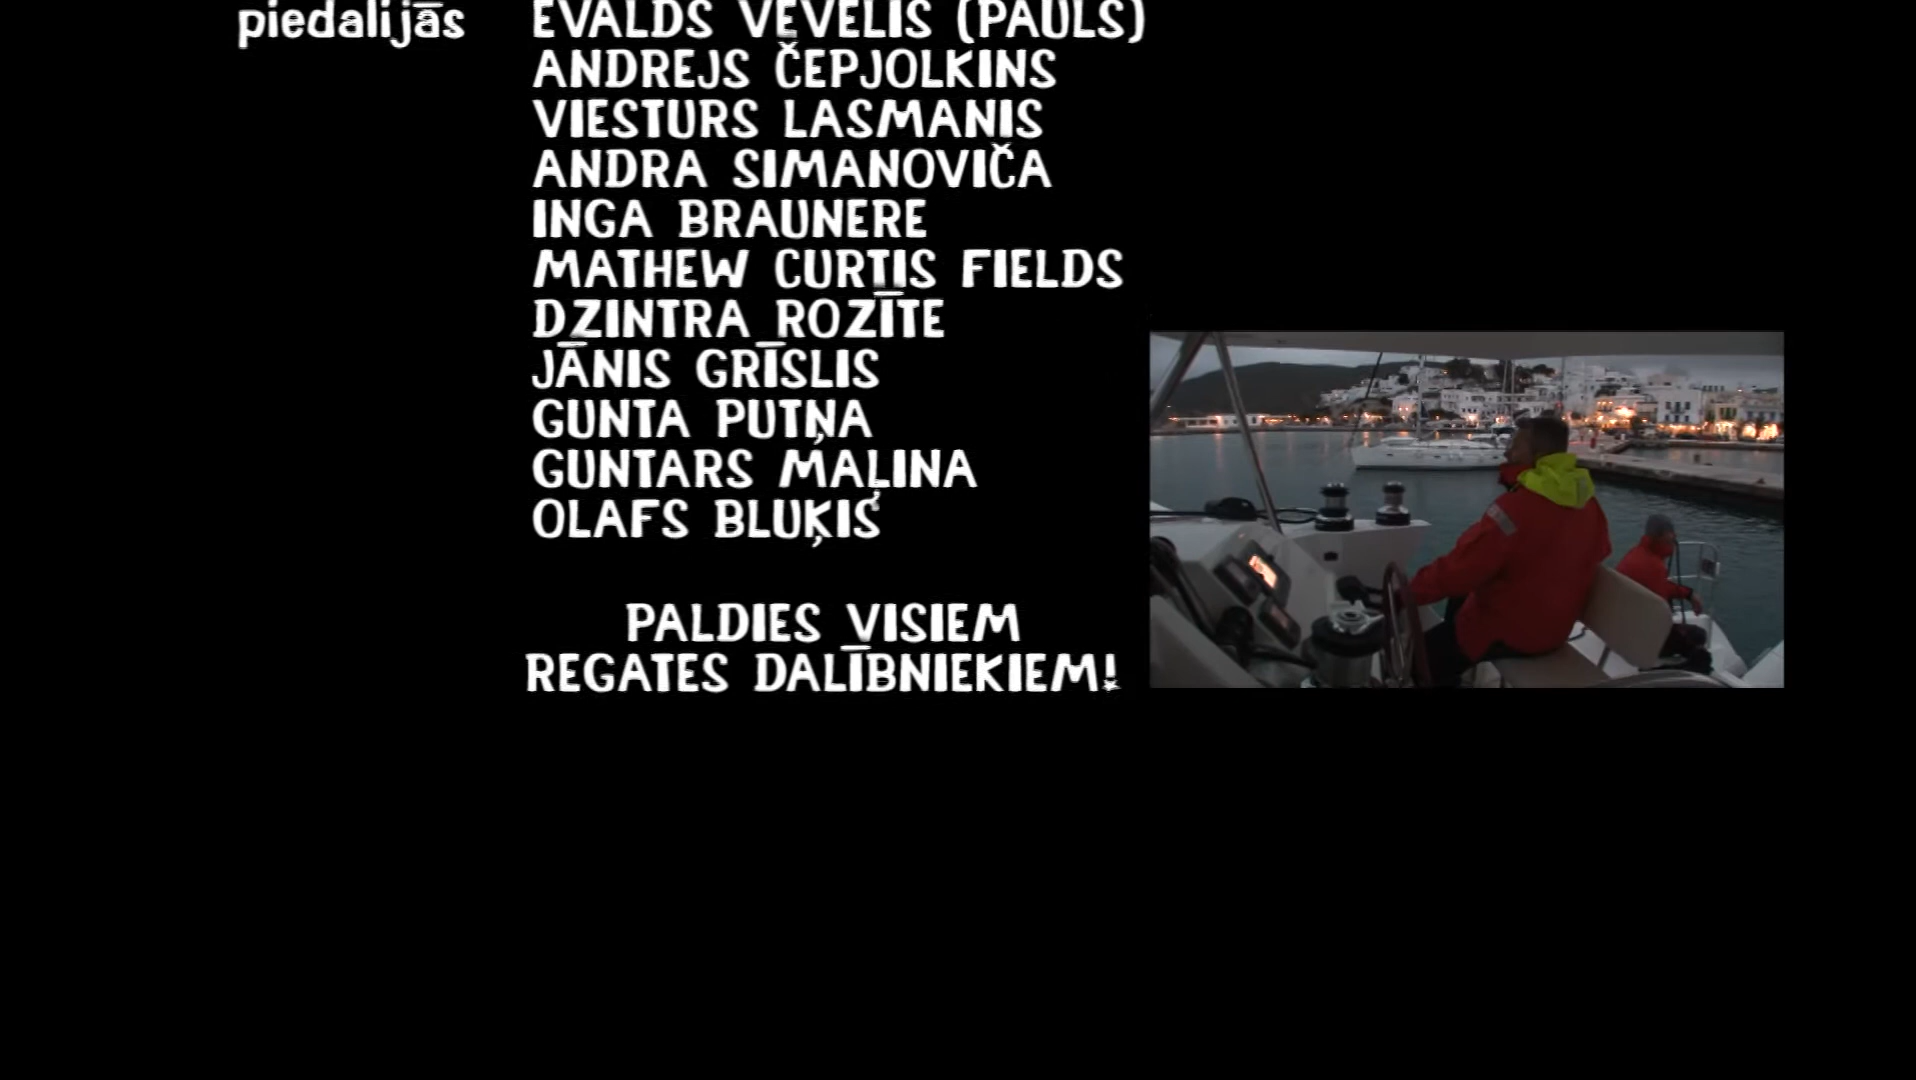 piedalījās EVALDS VĒVELIS (PAULS)
ANDREJS ČEPJOLKINS
VIESTURS LASMANIS
ANDRA SIMANOVIČA
INGA BRAUNERE
MATHEW CURTIS FIELDS
DZINTRA ROZĪTE
JĀNIS GRĪSLIS
GUNTA PUTŅA
GUNTARS MAĻINA
OLAFS BLUĶIS
PALDIES VISIEM
REGATES DALĪBNIEKIEM!